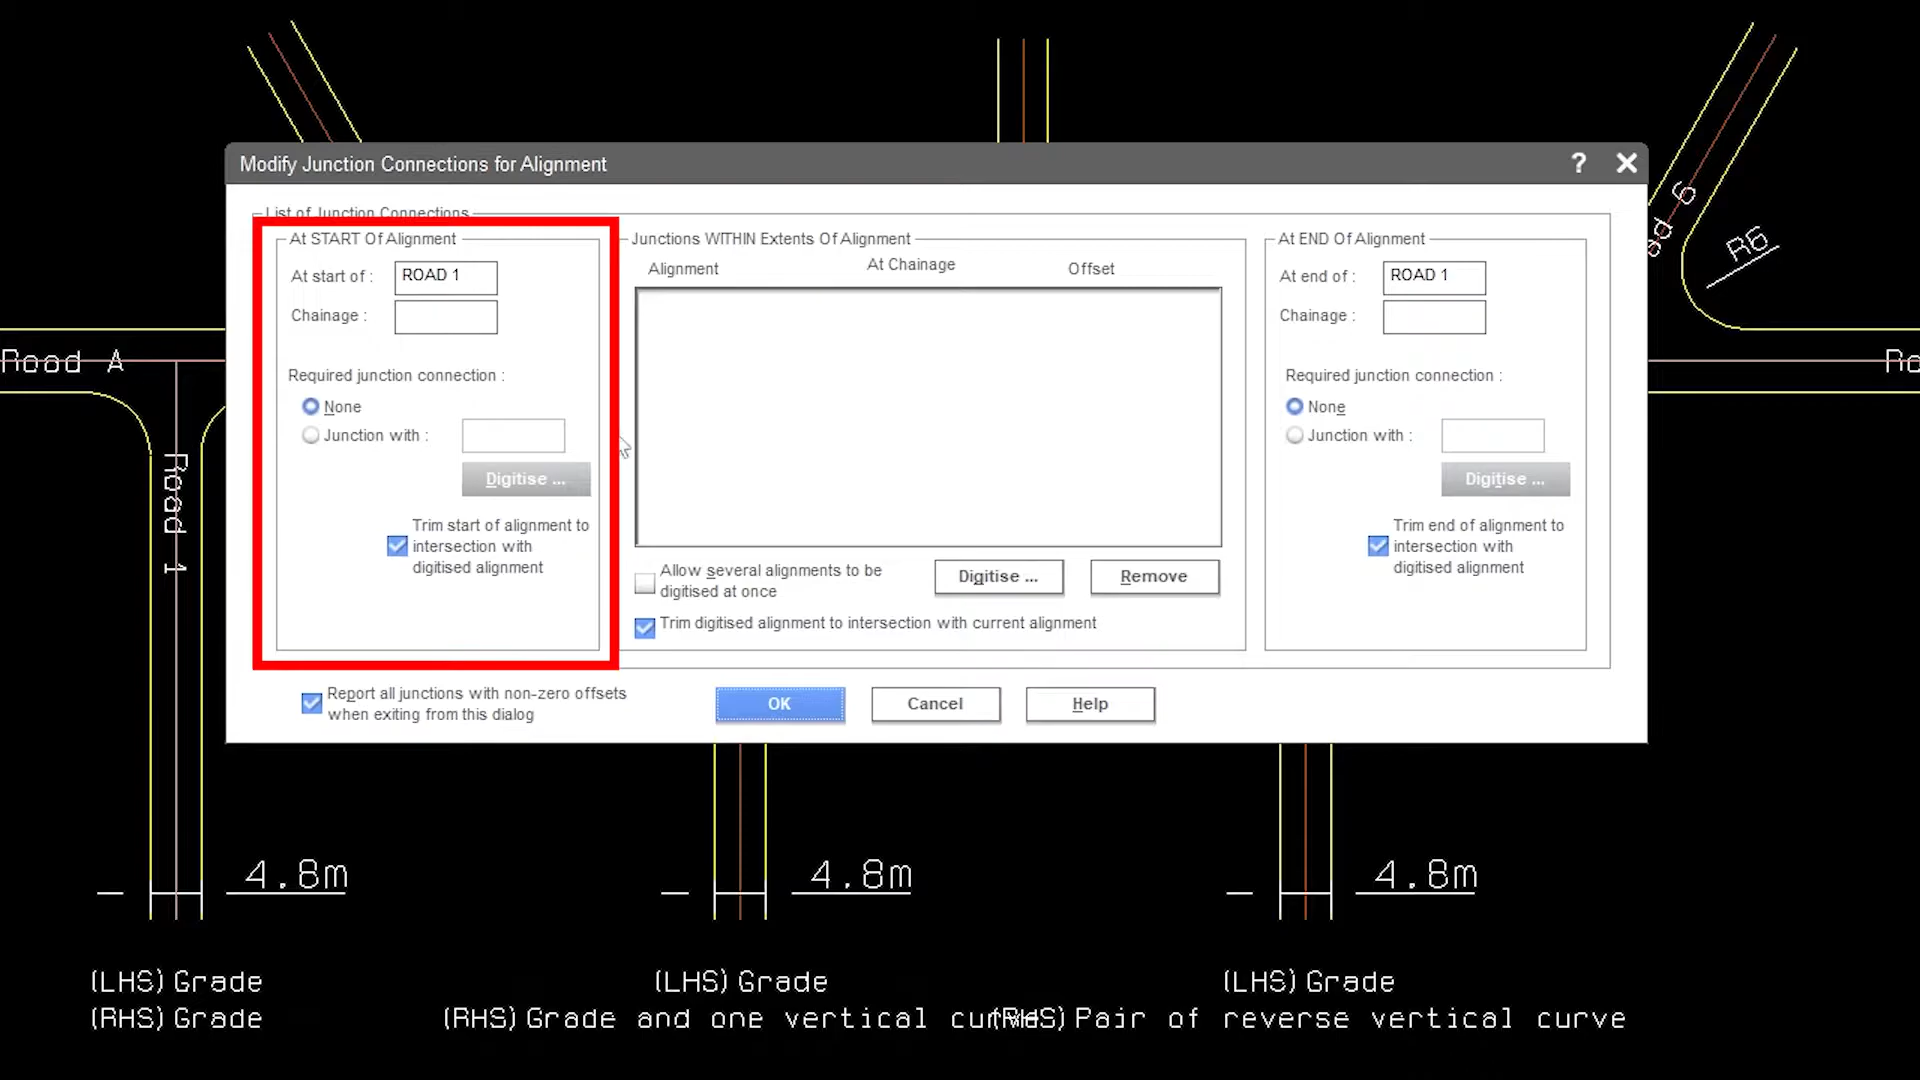 Modify Junction Connections for Alignment
?
List of Junction Connections
At START Of Alignment
At start of :
ROAD 1
Chainage :
Required junction connection :
None
Junction with :
Digitise ...
Trim start of alignment to
intersection with
digitised alignment
Junctions WITHIN Extents Of Alignment
Alignment
At Chainage
Offset
Allow several alignments to be
digitised at once
Digitise ...
Remove
Trim digitised alignment to intersection with current alignment
At END Of Alignment
At end of :
ROAD 1
Chainage :
Required junction connection :
None
Junction with :
Digitise ...
Trim end of alignment to
intersection with
digitised alignment
Report all junctions with non-zero offsets
when exiting from this dialog
OK
Cancel
Help
Road A
Road 1
R6
4.8m
4.8m
4.8m
(LHS) Grade
(RHS) Grade
(LHS) Grade
(RHS) Grade and one vertical curve
(LHS) Grade
(RHS) Pair of reverse vertical curve